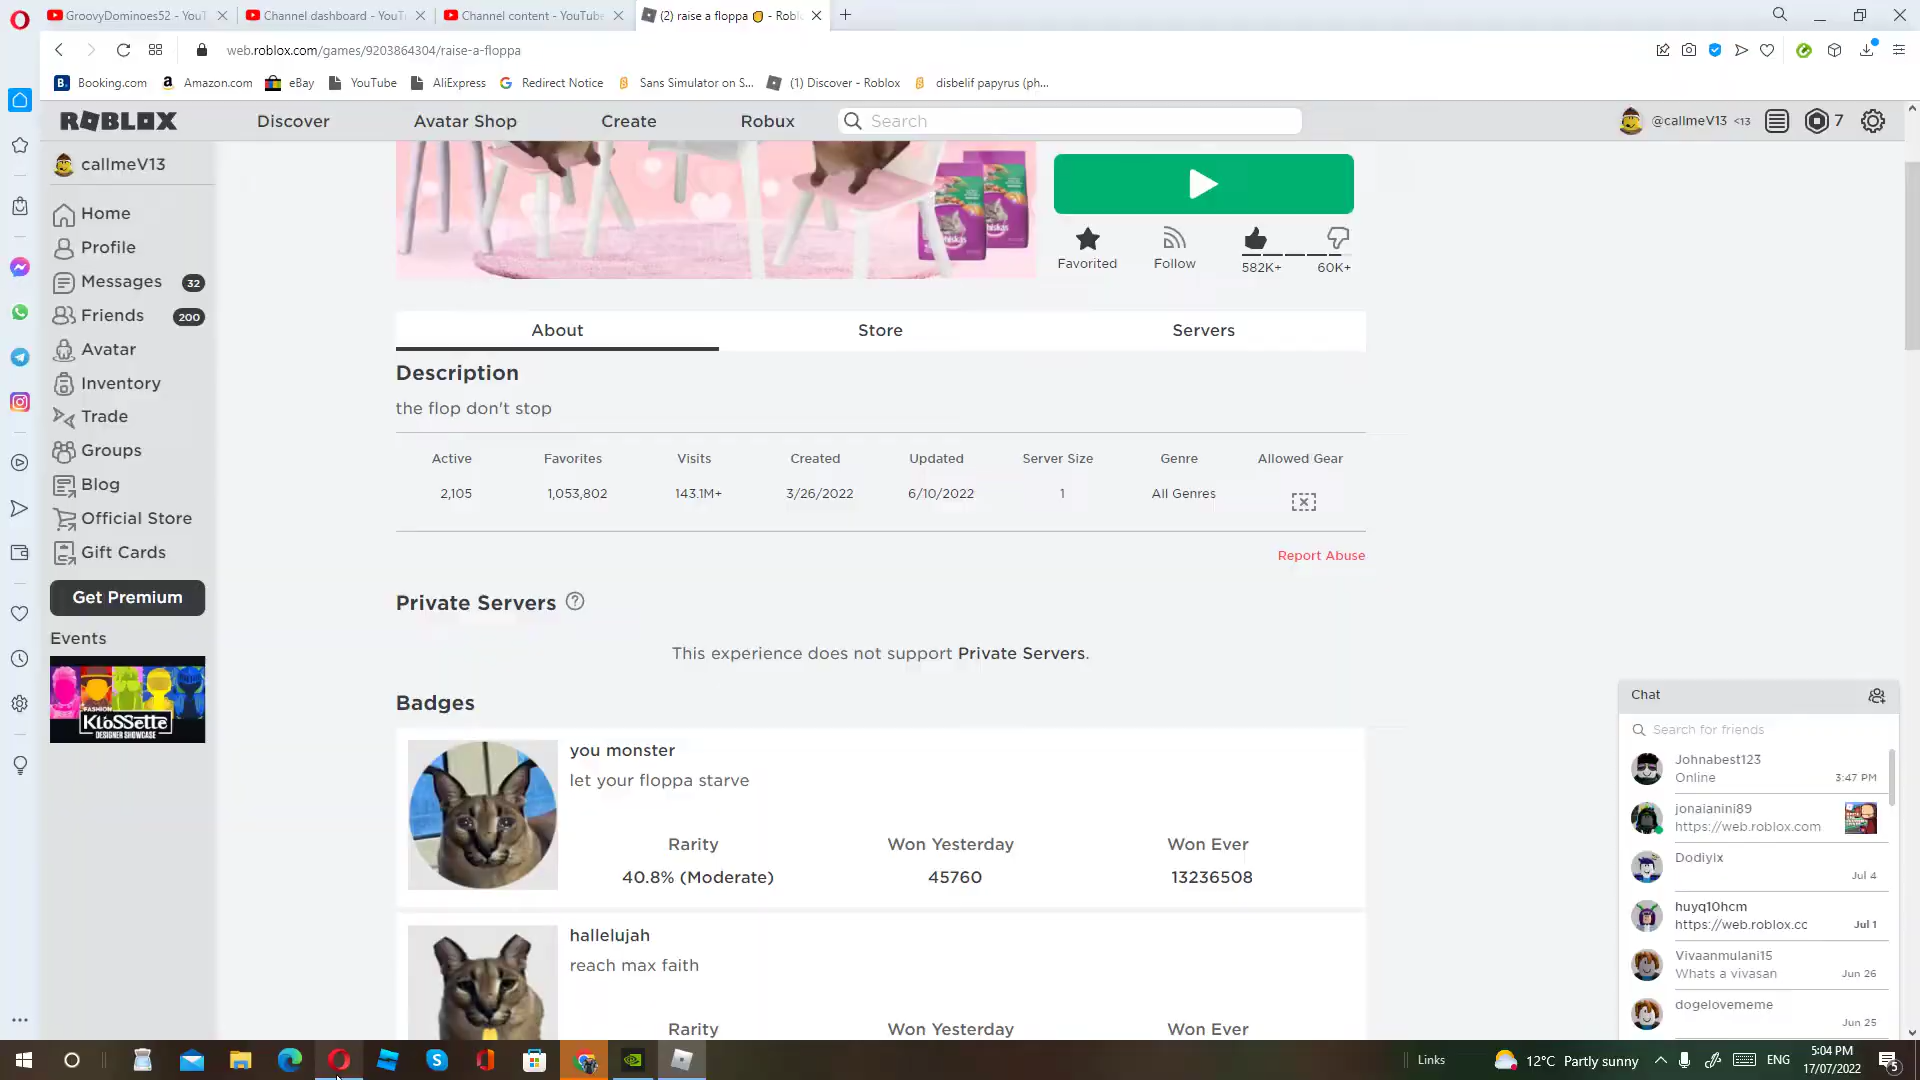 GroovyDominoes52 - YouT
Channel dashboard - YouTu
Channel content - YouTube
(2) raise a floppa - Robl
web.roblox.com/games/9203864304/raise-a-floppa
Booking.com
Amazon.com
eBay
YouTube
AliExpress
Redirect Notice
Sans Simulator on S...
(1) Discover - Roblox
disbelif papyrus (ph...
ROBLOX
Discover
Avatar Shop
Create
Robux
Search
@callmeV13 <13
7
callmeV13
Home
Profile
Messages 32
Friends 200
Avatar
Inventory
Trade
Groups
Blog
Official Store
Gift Cards
Get Premium
Events
FASHION
KLOSSETTE
DESIGNER SHOWCASE
whiskas
Favorited
Follow
582K+
60K+
About
Store
Servers
Description
the flop don't stop
Active Favorites Visits Created Updated Server Size Genre Allowed Gear
2,105 1,053,802 143.1M+ 3/26/2022 6/10/2022 1 All Genres
Report Abuse
Private Servers
This experience does not support Private Servers.
Badges
you monster
let your floppa starve
Rarity Won Yesterday Won Ever
40.8% (Moderate) 45760 13236508
hallelujah
reach max faith
Rarity Won Yesterday Won Ever
Chat
Search for friends
Johnabest123
Online 3:47 PM
jonaianini89
https://web.roblox.com
Dodiylx
Jul 4
huyq10hcm
https://web.roblox.cc Jul 1
Vivaanmulani15
Whats a vivasan Jun 26
dogelovememe
Jun 25
Links
12°C Partly sunny
ENG
5:04 PM
17/07/2022
5